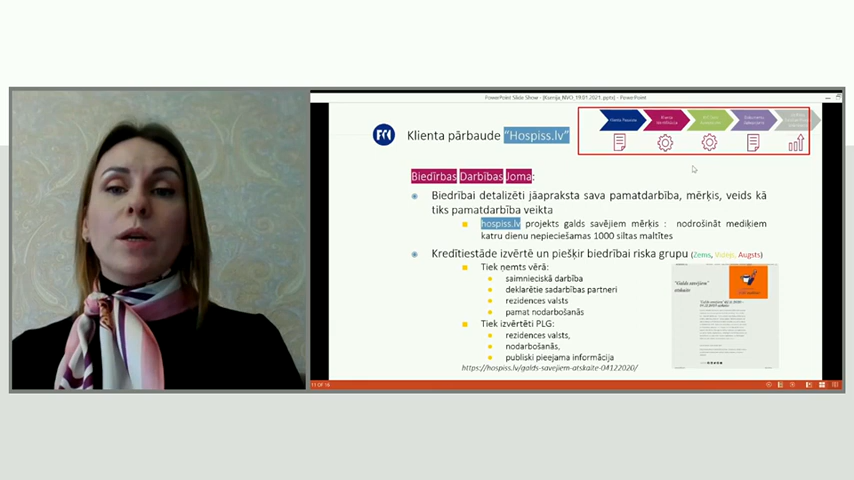 PowerPoint Slide Show - [Ksenija_NVO_19.01.2021..pptx] - PowerPoint
Klienta pārbaude "Hospiss.lv"
Biedrības Darbības Joma:
Biedrībai detalizēti jāapraksta sava pamatdarbība, mērķis, veids kā
tiks pamatdarbība veikta
hospiss.lv projekts galds savējiem mērķis : nodrošināt mediķiem
katru dienu nepieciešamas 1000 siltas maltītes
Kredītiestāde izvērtē un piešķir biedrībai riska grupu (Zems, Vidējs, Augsts)
Tiek ņemts vērā:
saimnieciskā darbība
deklarētie sadarbības partneri
rezidences valsts
pamat nodarbošanās
Tiek izvērtēti PLG:
rezidences valsts,
nodarbošanās,
publiski pieejama informācija
https://hospiss.lv/galds-savejiem-atskaite-04122020/